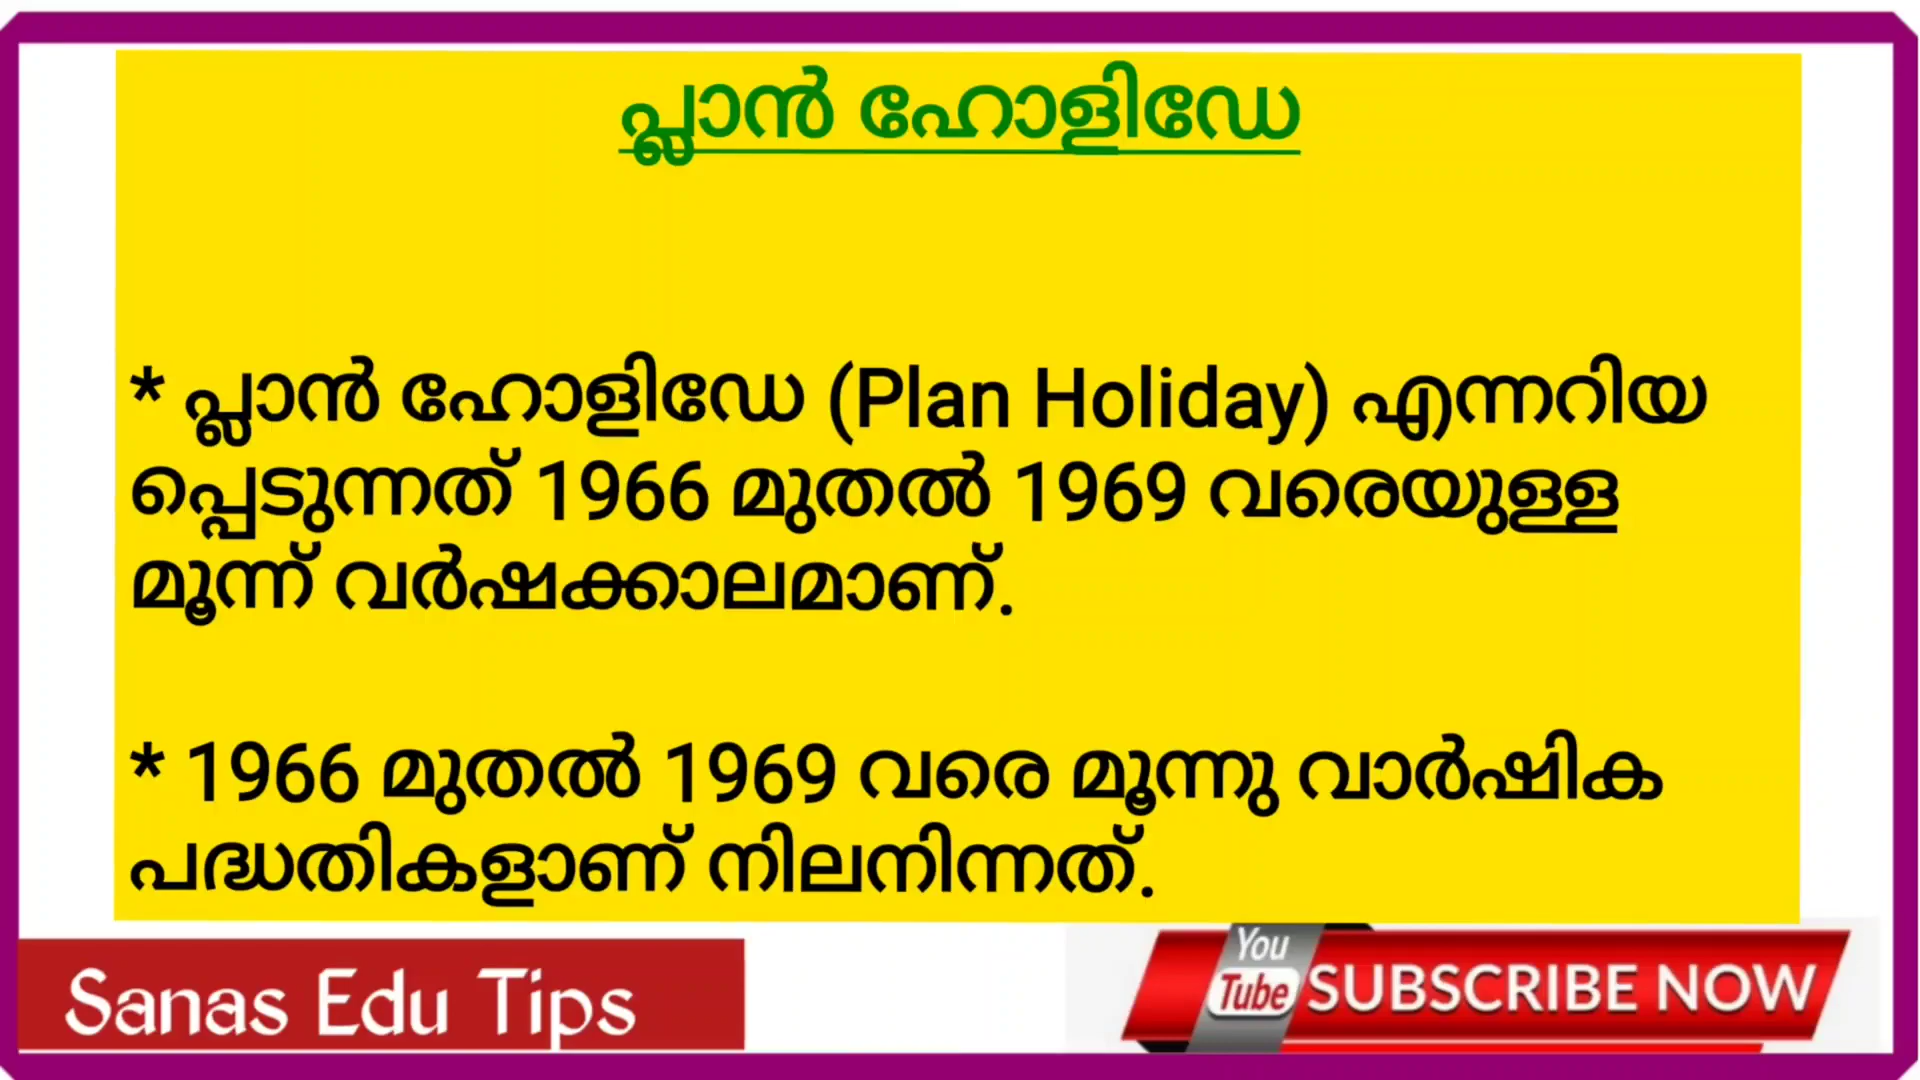 പ്ലാൻ ഹോളിഡേ
* പ്ലാൻ ഹോളിഡേ (Plan Holiday) എന്നറിയ
പ്പെടുന്നത് 1966 മുതൽ 1969 വരെയുള്ള
മൂന്ന് വർഷക്കാലമാണ്.
* 1966 മുതൽ 1969 വരെ മൂന്നു വാർഷിക
പദ്ധതികളാണ് നിലനിന്നത്.
Sanas Edu Tips
You
Tube SUBSCRIBE NOW